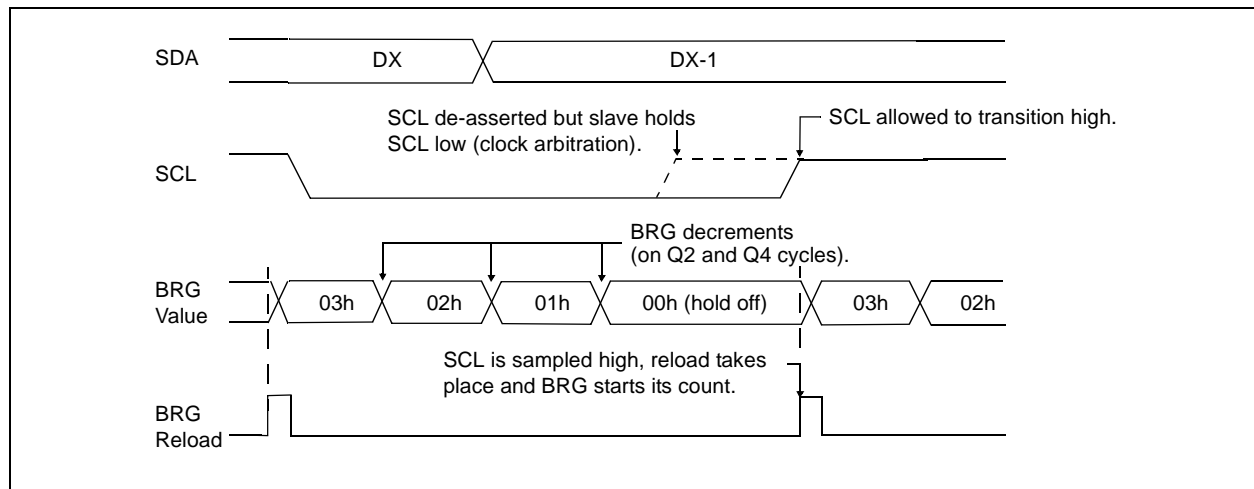 SDA
DX
DX-1
SCL de-asserted but slave holds
SCL low (clock arbitration).
SCL allowed to transition high.
SCL
BRG decrements
(on Q2 and Q4 cycles).
BRG
Value
03h
02h
01h
00h (hold off)
03h
02h
SCL is sampled high, reload takes
place and BRG starts its count.
BRG
Reload